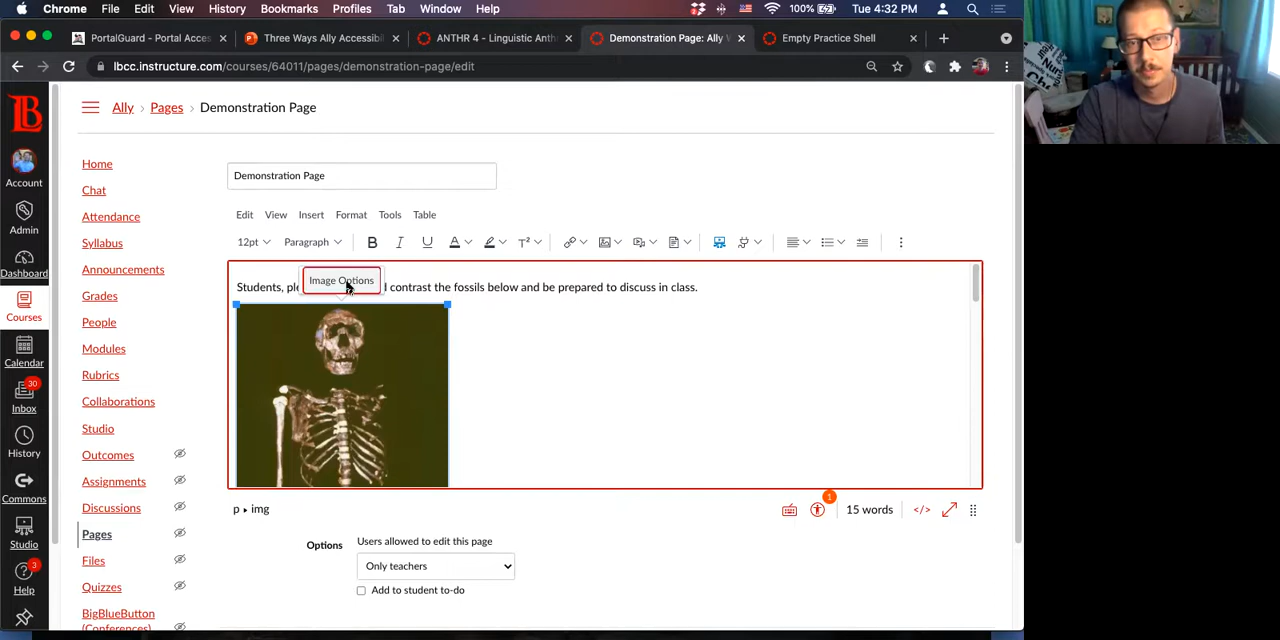 Chrome File Edit View History Bookmarks Profiles Tab Window Help 100% Tue 4:32 PM
PortalGuard - Portal Acces Three Ways Ally Accessibi ANTHR 4 - Linguistic Anth Demonstration Page: Ally Empty Practice Shell
lbcc.instructure.com/courses/64011/pages/demonstration-page/edit
Ally › Pages › Demonstration Page
Account
Admin
Dashboard
Courses
Calendar
30
Inbox
History
Commons
Studio
3
Help
Home
Chat
Attendance
Syllabus
Announcements
Grades
People
Modules
Rubrics
Collaborations
Studio
Outcomes
Assignments
Discussions
Pages
Files
Quizzes
BigBlueButton
(Conferences)
Demonstration Page
Edit View Insert Format Tools Table
12pt Paragraph B I U A T²
Image Options
Students, ple contrast the fossils below and be prepared to discuss in class.
p ▸ img 1 15 words </>
Options Users allowed to edit this page
Only teachers
Add to student to-do